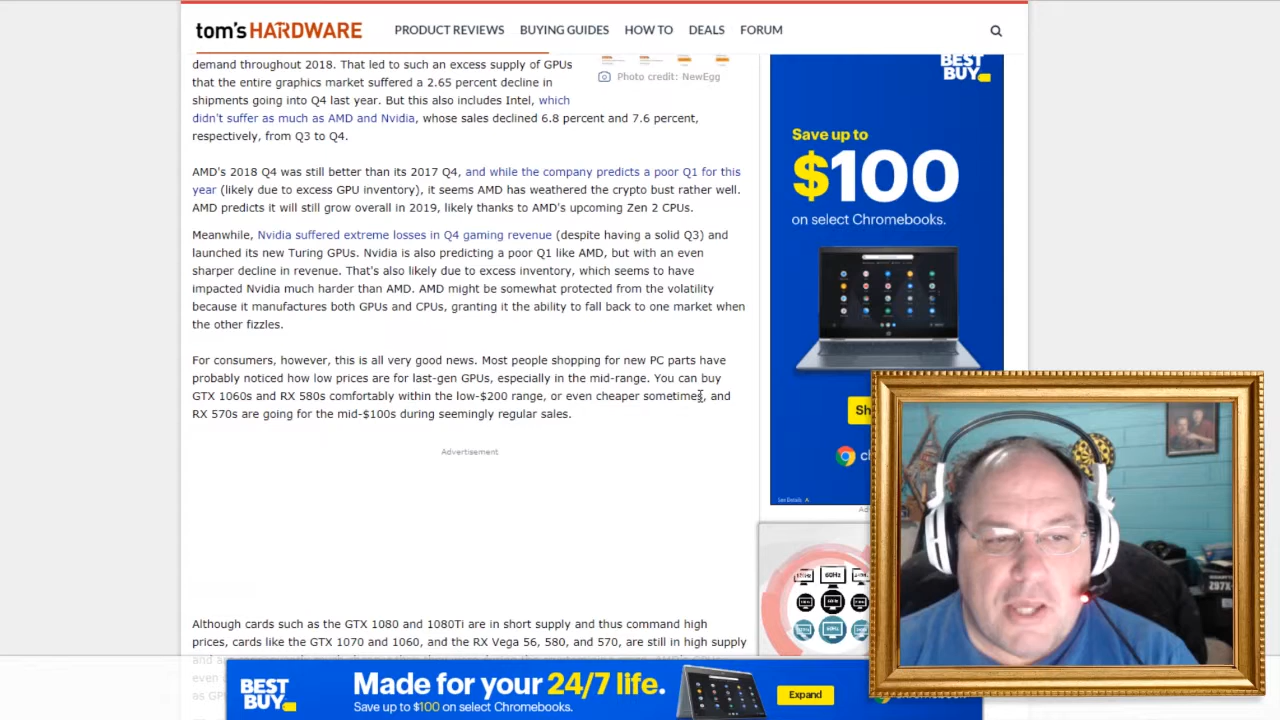 tom's HARDWARE
PRODUCT REVIEWS BUYING GUIDES HOW TO DEALS FORUM
demand throughout 2018. That led to such an excess supply of GPUs
that the entire graphics market suffered a 2.65 percent decline in
shipments going into Q4 last year. But this also includes Intel, which
didn't suffer as much as AMD and Nvidia, whose sales declined 6.8 percent and 7.6 percent,
respectively, from Q3 to Q4.
Photo credit: NewEgg
AMD's 2018 Q4 was still better than its 2017 Q4, and while the company predicts a poor Q1 for this
year (likely due to excess GPU inventory), it seems AMD has weathered the crypto bust rather well.
AMD predicts it will still grow overall in 2019, likely thanks to AMD's upcoming Zen 2 CPUs.
Meanwhile, Nvidia suffered extreme losses in Q4 gaming revenue (despite having a solid Q3) and
launched its new Turing GPUs. Nvidia is also predicting a poor Q1 like AMD, but with an even
sharper decline in revenue. That's also likely due to excess inventory, which seems to have
impacted Nvidia much harder than AMD. AMD might be somewhat protected from the volatility
because it manufactures both GPUs and CPUs, granting it the ability to fall back to one market when
the other fizzles.
For consumers, however, this is all very good news. Most people shopping for new PC parts have
probably noticed how low prices are for last-gen GPUs, especially in the mid-range. You can buy
GTX 1060s and RX 580s comfortably within the low-$200 range, or even cheaper sometimes, and
RX 570s are going for the mid-$100s during seemingly regular sales.
Advertisement
Although cards such as the GTX 1080 and 1080Ti are in short supply and thus command high
prices, cards like the GTX 1070 and 1060, and the RX Vega 56, 580, and 570, are still in high supply
BEST
BUY
Save up to
$100
on select Chromebooks.
Sh
Ad
60Hz
BEST
BUY
Made for your 24/7 life.
Save up to $100 on select Chromebooks.
Expand